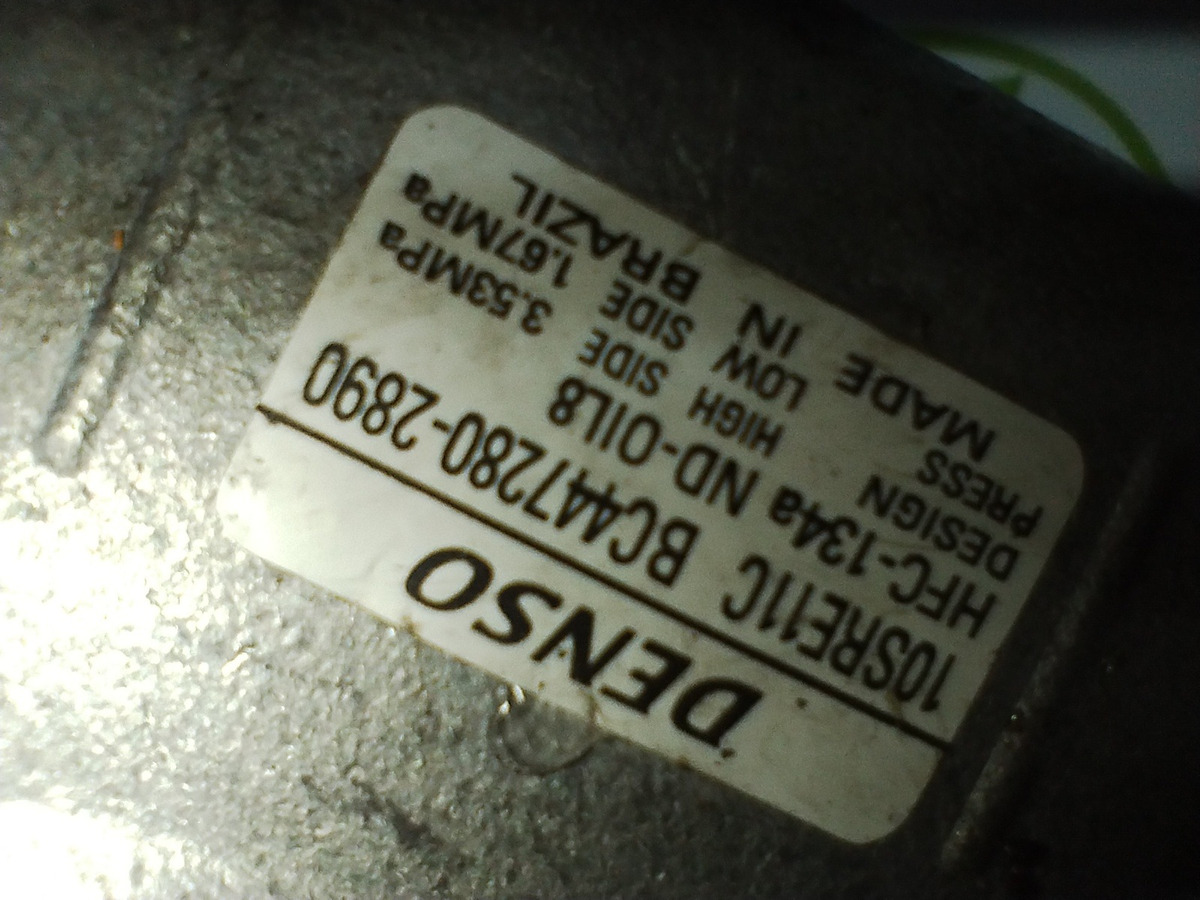 DENSO
10SRE11C BC447280-2890
HFC-134a ND-OIL8
DESIGN HIGH SIDE 3.53MPa
PRESS LOW SIDE 1.67MPa
MADE IN BRAZIL